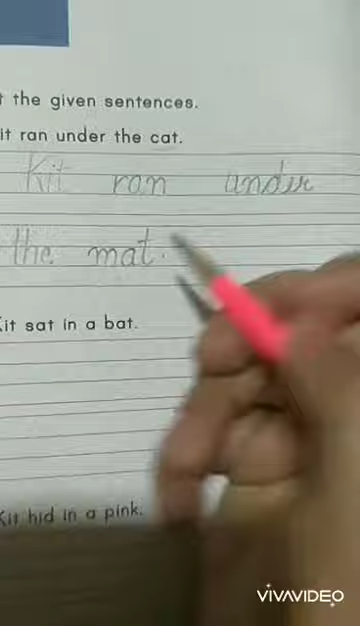 t the given sentences.
it ran under the cat.
Kit ran under
the mat.
Kit sat in a bat.
Kit hid in a pink.
VIVAVIDEO